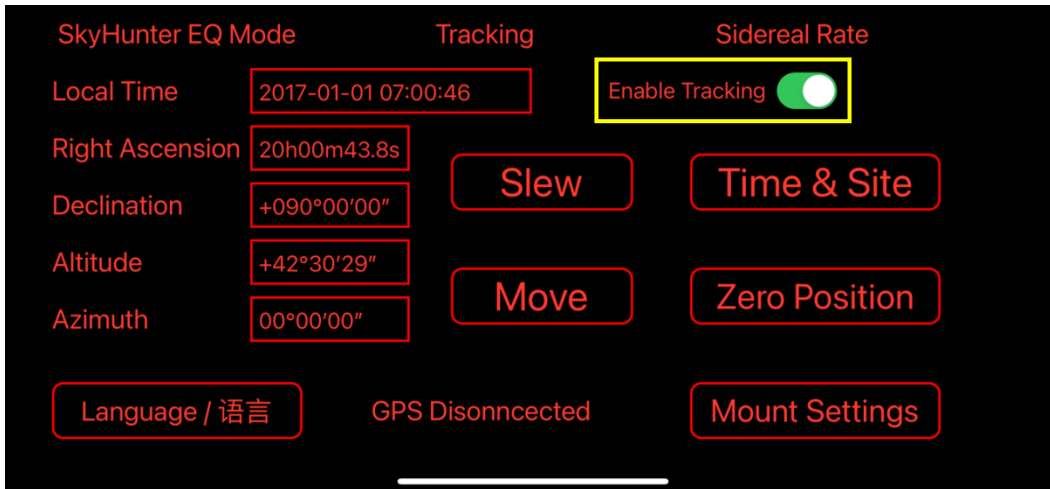 SkyHunter EQ Mode Tracking Sidereal Rate
Local Time 2017-01-01 07:00:46 Enable Tracking
Right Ascension 20h00m43.8s
Slew Time & Site
Declination +090°00′00″
Altitude +42°30′29″
Move Zero Position
Azimuth 00°00′00″
Language / 语言 GPS Disonncected Mount Settings